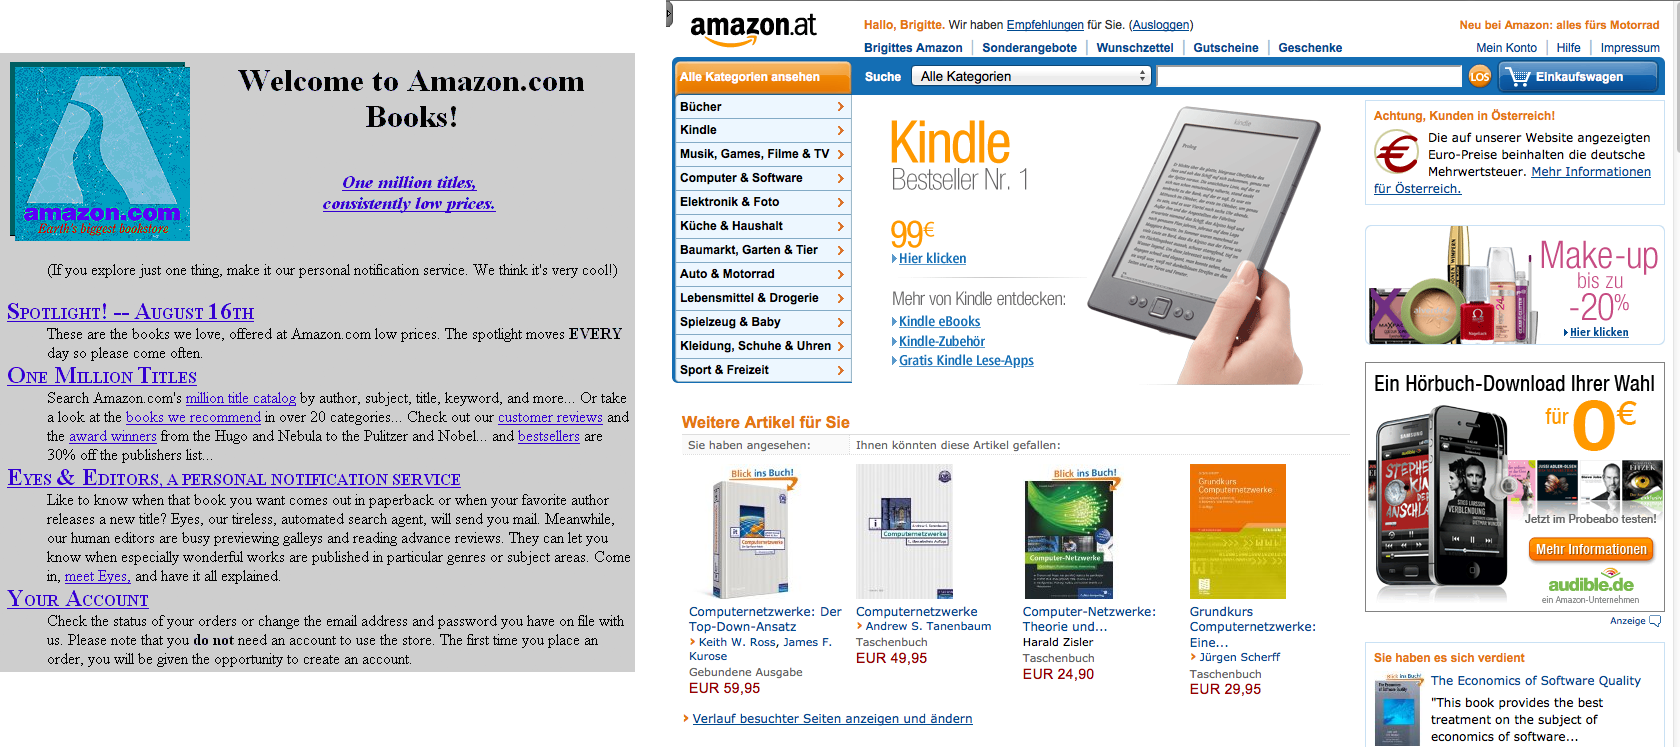 Welcome to Amazon.com
Books!
One million titles,
consistently low prices.
amazon.com
Earth's biggest bookstore
(If you explore just one thing, make it our personal notification service. We think it's very cool!)
SPOTLIGHT! -- AUGUST 16TH
These are the books we love, offered at Amazon.com low prices. The spotlight moves EVERY
day so please come often.
ONE MILLION TITLES
Search Amazon.com's million title catalog by author, subject, title, keyword, and more... Or take
a look at the books we recommend in over 20 categories... Check out our customer reviews and
the award winners from the Hugo and Nebula to the Pulitzer and Nobel... and bestsellers are
30% off the publishers list...
EYES & EDITORS, A PERSONAL NOTIFICATION SERVICE
Like to know when that book you want comes out in paperback or when your favorite author
releases a new title? Eyes, our tireless, automated search agent, will send you mail. Meanwhile,
our human editors are busy previewing galleys and reading advance reviews. They can let you
know when especially wonderful works are published in particular genres or subject areas. Come
in, meet Eyes, and have it all explained.
YOUR ACCOUNT
Check the status of your orders or change the email address and password you have on file with
us. Please note that you do not need an account to use the store. The first time you place an
order, you will be given the opportunity to create an account.
amazon.at
Hallo, Brigitte. Wir haben Empfehlungen für Sie. (Ausloggen)
Neu bei Amazon: alles fürs Motorrad
Brigittes Amazon Sonderangebote Wunschzettel Gutscheine Geschenke
Mein Konto Hilfe Impressum
Alle Kategorien ansehen
Suche Alle Kategorien LOS Einkaufswagen
Bücher
Kindle
Musik, Games, Filme & TV
Computer & Software
Elektronik & Foto
Küche & Haushalt
Baumarkt, Garten & Tier
Auto & Motorrad
Lebensmittel & Drogerie
Spielzeug & Baby
Kleidung, Schuhe & Uhren
Sport & Freizeit
Kindle
Bestseller Nr. 1
99€
Hier klicken
Mehr von Kindle entdecken:
Kindle eBooks
Kindle-Zubehör
Gratis Kindle Lese-Apps
kindle
Prolog
Achtung, Kunden in Österreich!
Die auf unserer Website angezeigten
Euro-Preise beinhalten die deutsche
Mehrwertsteuer. Mehr Informationen
für Österreich.
Make-up
bis zu
-20%
Hier klicken
Ein Hörbuch-Download Ihrer Wahl
für 0€
SAMSUNG
STEPHEN
ANSCHLAG
VERBLENDUNG
Jetzt im Probeabo testen!
Mehr Informationen
audible.de
ein Amazon-Unternehmen
Anzeige
Weitere Artikel für Sie
Sie haben angesehen: Ihnen könnten diese Artikel gefallen:
Blick ins Buch!
Computernetzwerke
Computernetzwerke: Der
Top-Down-Ansatz
Keith W. Ross, James F.
Kurose
Gebundene Ausgabe
EUR 59,95
Andrew S. Tanenbaum
Computernetzwerke
Computernetzwerke
Andrew S. Tanenbaum
Taschenbuch
EUR 49,95
Blick ins Buch!
Computer-Netzwerke
Computer-Netzwerke:
Theorie und...
Harald Zisler
Taschenbuch
EUR 24,90
Grundkurs
Computernetzwerke
Grundkurs
Computernetzwerke:
Eine...
Jürgen Scherff
Taschenbuch
EUR 29,95
Verlauf besuchter Seiten anzeigen und ändern
Sie haben es sich verdient
Blick ins Buch!
The Economics of Software Quality
"This book provides the best
treatment on the subject of
economics of software...